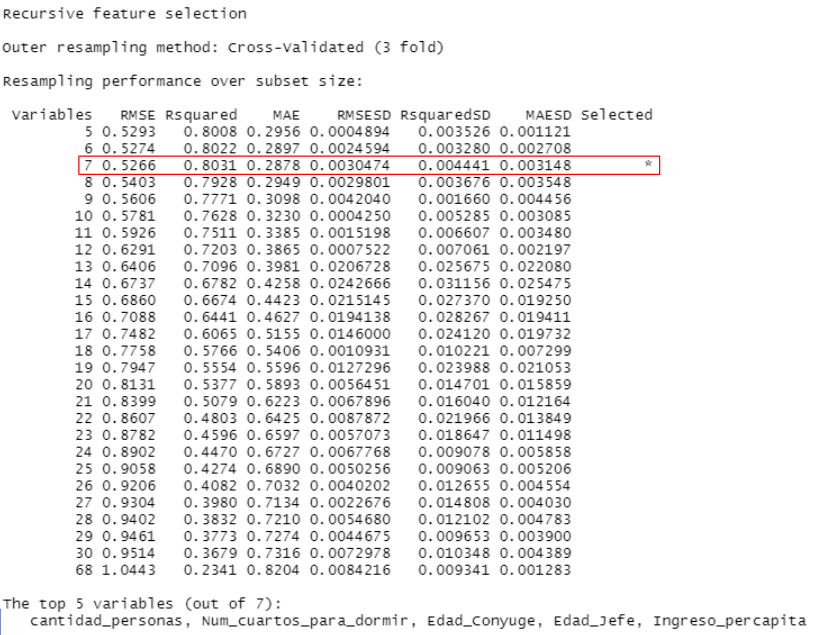 Recursive feature selection
Outer resampling method: Cross-Validated (3 fold)
Resampling performance over subset size:
Variables RMSE Rsquared MAE RMSESD RsquaredSD MAESD Selected
5 0.5293 0.8008 0.2956 0.0004894 0.003526 0.001121
6 0.5274 0.8022 0.2897 0.0024594 0.003280 0.002708
7 0.5266 0.8031 0.2878 0.0030474 0.004441 0.003148 *
8 0.5403 0.7928 0.2949 0.0029801 0.003676 0.003548
9 0.5606 0.7771 0.3098 0.0042040 0.001660 0.004456
10 0.5781 0.7628 0.3230 0.0004250 0.005285 0.003085
11 0.5926 0.7511 0.3385 0.0015198 0.006607 0.003480
12 0.6291 0.7203 0.3865 0.0007522 0.007061 0.002197
13 0.6406 0.7096 0.3981 0.0206728 0.025675 0.022080
14 0.6737 0.6782 0.4258 0.0242666 0.031156 0.025475
15 0.6860 0.6674 0.4423 0.0215145 0.027370 0.019250
16 0.7088 0.6441 0.4627 0.0194138 0.028267 0.019411
17 0.7482 0.6065 0.5155 0.0146000 0.024120 0.019732
18 0.7758 0.5766 0.5406 0.0010931 0.010221 0.007299
19 0.7947 0.5554 0.5596 0.0127296 0.023988 0.021053
20 0.8131 0.5377 0.5893 0.0056451 0.014701 0.015859
21 0.8399 0.5079 0.6223 0.0067896 0.016040 0.012164
22 0.8607 0.4803 0.6425 0.0087872 0.021966 0.013849
23 0.8782 0.4596 0.6597 0.0057073 0.018647 0.011498
24 0.8902 0.4470 0.6727 0.0067768 0.009078 0.005858
25 0.9058 0.4274 0.6890 0.0050256 0.009063 0.005206
26 0.9206 0.4082 0.7032 0.0040202 0.012655 0.004554
27 0.9304 0.3980 0.7134 0.0022676 0.014808 0.004030
28 0.9402 0.3832 0.7210 0.0054680 0.012102 0.004783
29 0.9461 0.3773 0.7274 0.0044675 0.009653 0.003900
30 0.9514 0.3679 0.7316 0.0072978 0.010348 0.004389
68 1.0443 0.2341 0.8204 0.0084216 0.009341 0.001283
The top 5 variables (out of 7):
cantidad_personas, Num_cuartos_para_dormir, Edad_Conyuge, Edad_Jefe, Ingreso_percapita